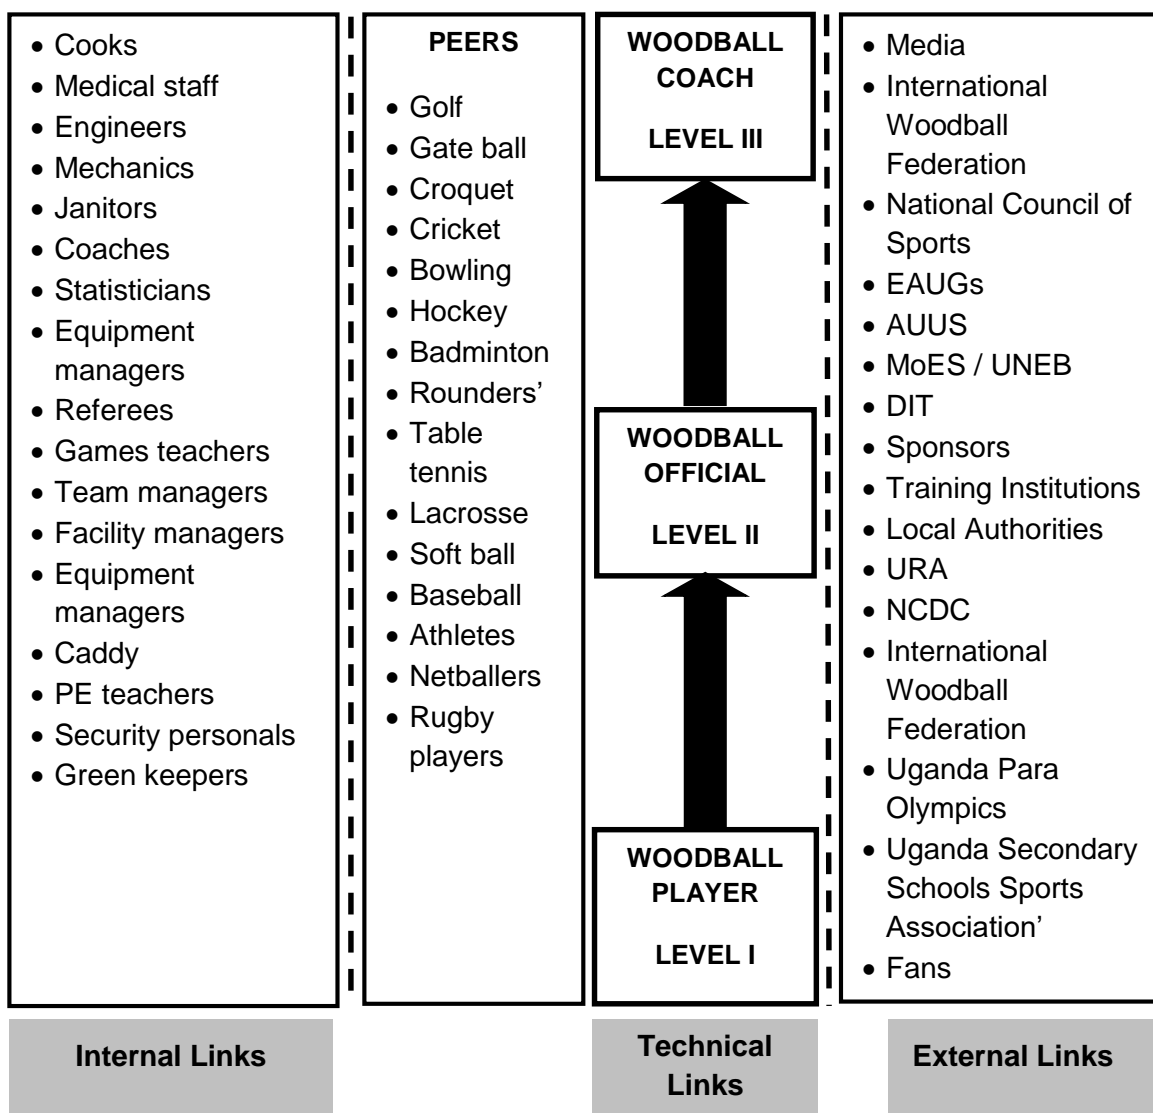 • Cooks
• Medical staff
• Engineers
• Mechanics
• Janitors
• Coaches
• Statisticians
• Equipment
managers
• Referees
• Games teachers
• Team managers
• Facility managers
• Equipment
managers
• Caddy
• PE teachers
• Security personals
• Green keepers
PEERS
• Golf
• Gate ball
• Croquet
• Cricket
• Bowling
• Hockey
• Badminton
• Rounders’
• Table
tennis
• Lacrosse
• Soft ball
• Baseball
• Athletes
• Netballers
• Rugby
players
WOODBALL
COACH
LEVEL III
WOODBALL
OFFICIAL
LEVEL II
WOODBALL
PLAYER
LEVEL I
• Media
• International
Woodball
Federation
• National Council of
Sports
• EAUGs
• AUUS
• MoES / UNEB
• DIT
• Sponsors
• Training Institutions
• Local Authorities
• URA
• NCDC
• International
Woodball
Federation
• Uganda Para
Olympics
• Uganda Secondary
Schools Sports
Association’
• Fans
Internal Links
Technical
Links
External Links